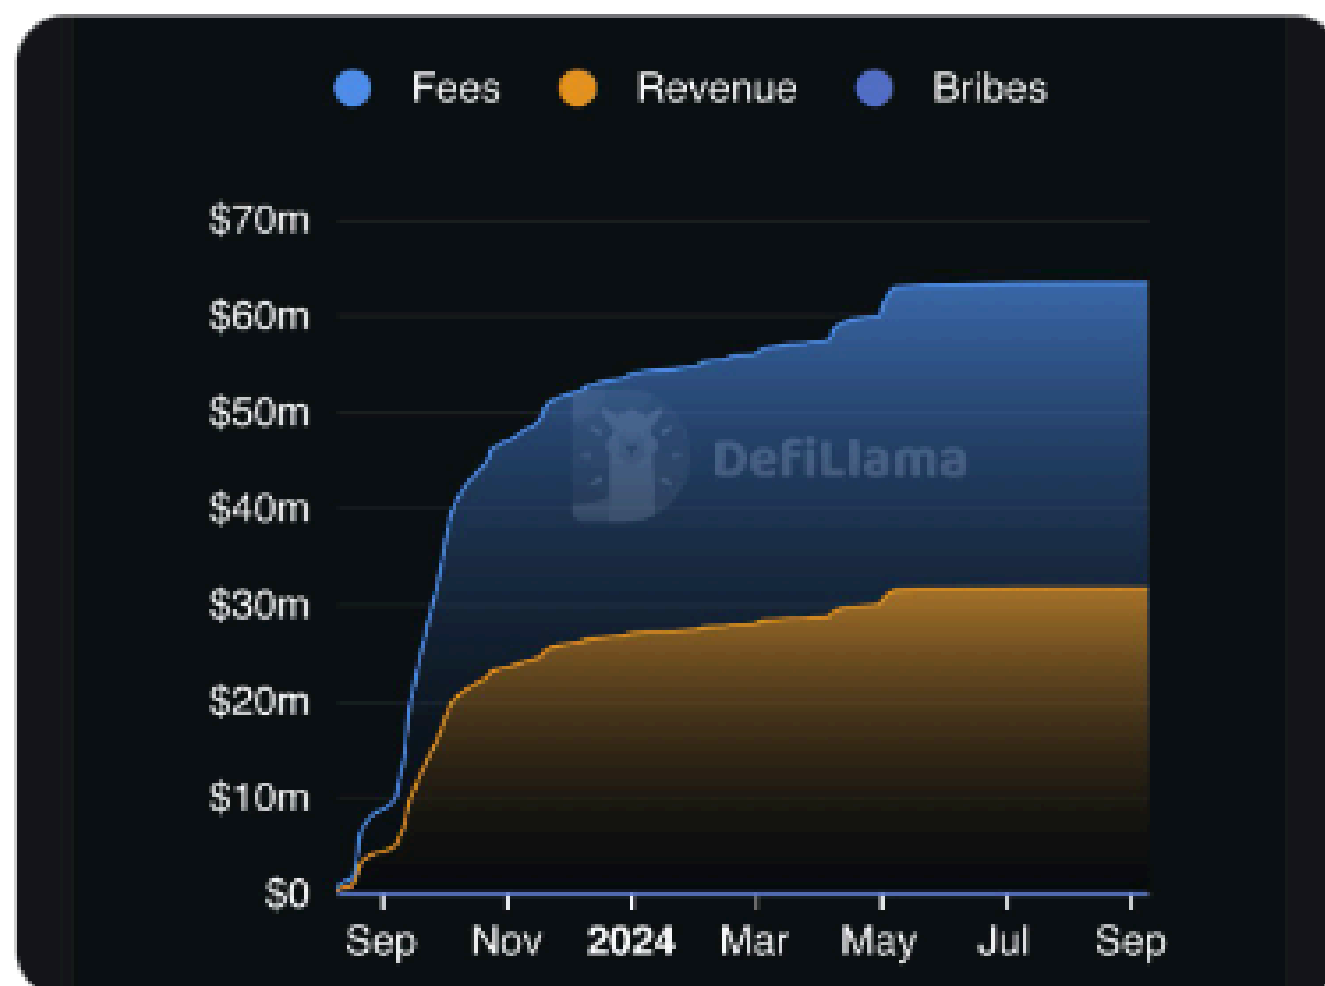 Fees Revenue Bribes
$70m
$60m
$50m
DefiLlama
$40m
$30m
$20m
$10m
$0
Sep Nov 2024 Mar May Jul Sep